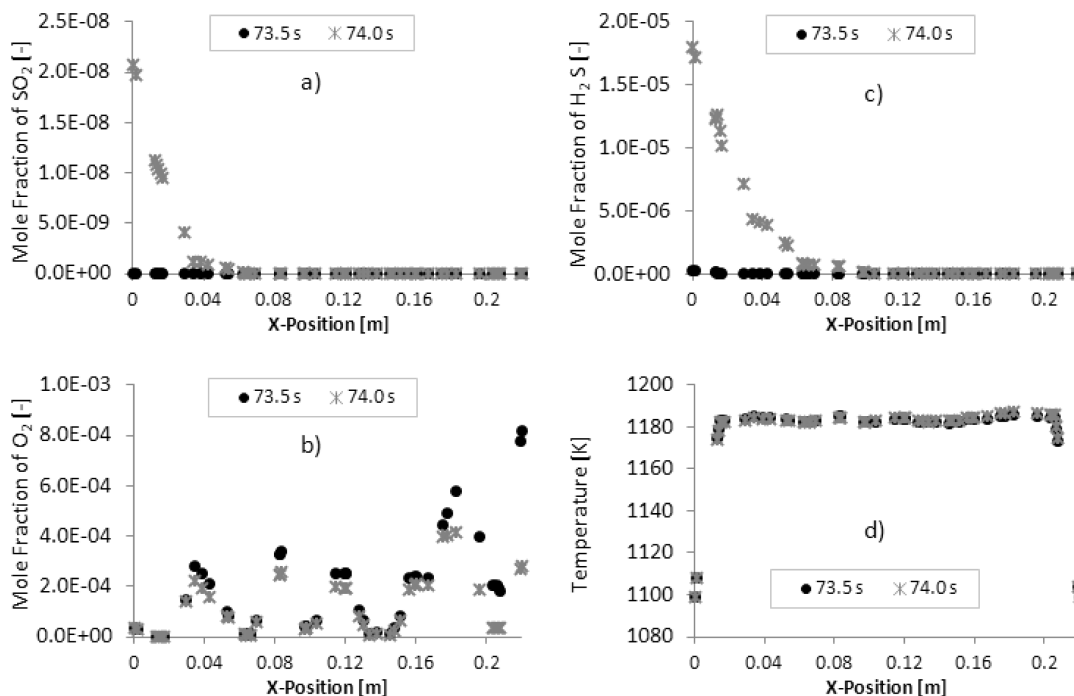 2.5E-08
2.0E-08
1.5E-08
1.0E-08
5.0E-09
0.0E+00
Mole Fraction of SO2 [-]
73.5 s 74.0 s
a)
0 0.04 0.08 0.12 0.16 0.2
X-Position [m]
2.0E-05
1.5E-05
1.0E-05
5.0E-06
0.0E+00
Mole Fraction of H2 S [-]
73.5 s 74.0 s
c)
0 0.04 0.08 0.12 0.16 0.2
X-Position [m]
1.0E-03
8.0E-04
6.0E-04
4.0E-04
2.0E-04
0.0E+00
Mole Fraction of O2 [-]
73.5 s 74.0 s
b)
0 0.04 0.08 0.12 0.16 0.2
X-Position [m]
1200
1180
1160
1140
1120
1100
1080
Temperature [K]
d)
73.5 s 74.0 s
0 0.04 0.08 0.12 0.16 0.2
X-Position [m]